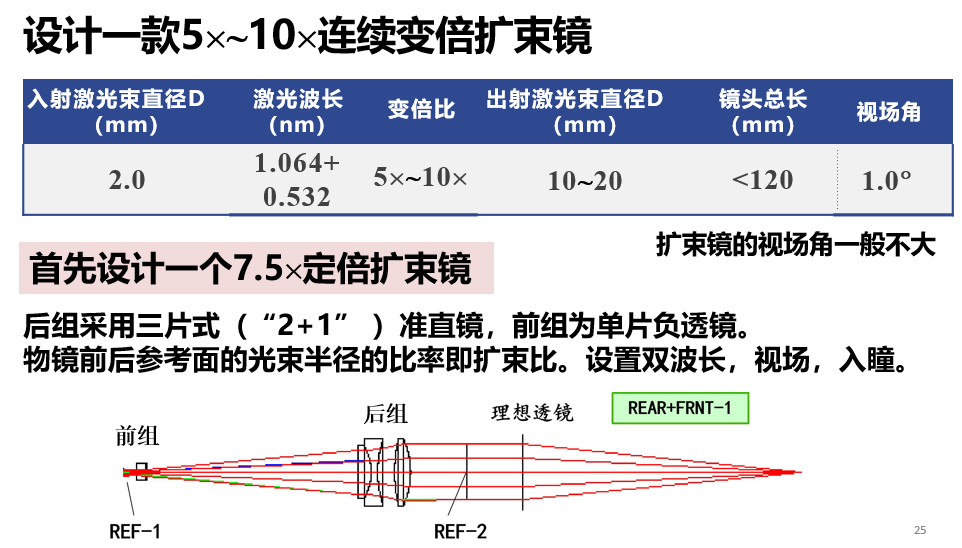 设计一款5×~10×连续变倍扩束镜
入射激光束直径D
（mm）
激光波长
（nm）
变倍比
出射激光束直径D
（mm）
镜头总长
（mm）
视场角
2.0
1.064+
0.532
5×~10×
10~20
<120
1.0°
扩束镜的视场角一般不大
首先设计一个7.5×定倍扩束镜
后组采用三片式（“2+1”）准直镜，前组为单片负透镜。
物镜前后参考面的光束半径的比率即扩束比。设置双波长，视场，入瞳。
前组
后组
理想透镜
REAR+FRNT-1
REF-1
REF-2
25